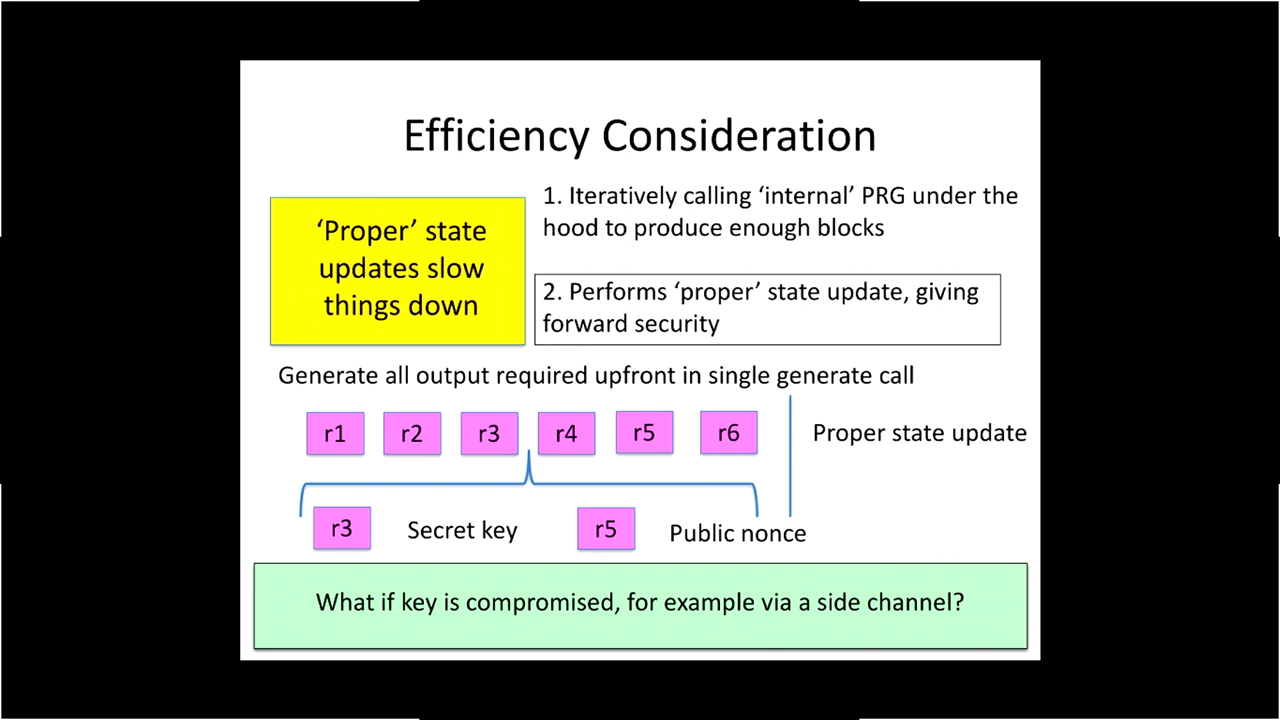 Efficiency Consideration
‘Proper’ state
updates slow
things down
1. Iteratively calling ‘internal’ PRG under the
hood to produce enough blocks
2. Performs ‘proper’ state update, giving
forward security
Generate all output required upfront in single generate call
r1 r2 r3 r4 r5 r6 Proper state update
r3 Secret key r5 Public nonce
What if key is compromised, for example via a side channel?